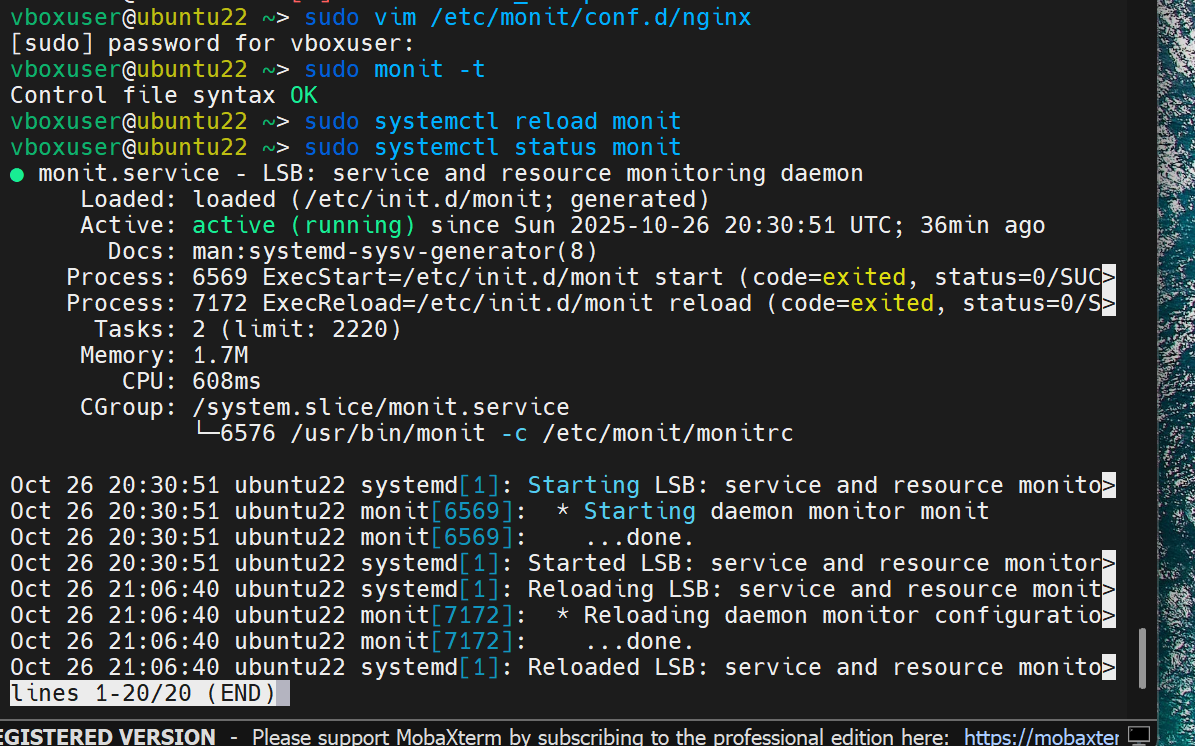 vboxuser@ubuntu22 ~> sudo vim /etc/monit/conf.d/nginx
[sudo] password for vboxuser:
vboxuser@ubuntu22 ~> sudo monit -t
Control file syntax OK
vboxuser@ubuntu22 ~> sudo systemctl reload monit
vboxuser@ubuntu22 ~> sudo systemctl status monit
● monit.service - LSB: service and resource monitoring daemon
     Loaded: loaded (/etc/init.d/monit; generated)
     Active: active (running) since Sun 2025-10-26 20:30:51 UTC; 36min ago
       Docs: man:systemd-sysv-generator(8)
    Process: 6569 ExecStart=/etc/init.d/monit start (code=exited, status=0/SUC>
    Process: 7172 ExecReload=/etc/init.d/monit reload (code=exited, status=0/S>
      Tasks: 2 (limit: 2220)
     Memory: 1.7M
        CPU: 608ms
     CGroup: /system.slice/monit.service
             └─6576 /usr/bin/monit -c /etc/monit/monitrc

Oct 26 20:30:51 ubuntu22 systemd[1]: Starting LSB: service and resource monito>
Oct 26 20:30:51 ubuntu22 monit[6569]:  * Starting daemon monitor monit
Oct 26 20:30:51 ubuntu22 monit[6569]:    ...done.
Oct 26 20:30:51 ubuntu22 systemd[1]: Started LSB: service and resource monitor>
Oct 26 21:06:40 ubuntu22 systemd[1]: Reloading LSB: service and resource monit>
Oct 26 21:06:40 ubuntu22 monit[7172]:  * Reloading daemon monitor configuratio>
Oct 26 21:06:40 ubuntu22 monit[7172]:    ...done.
Oct 26 21:06:40 ubuntu22 systemd[1]: Reloaded LSB: service and resource monito>
lines 1-20/20 (END)
EGISTERED VERSION - Please support MobaXterm by subscribing to the professional edition here: https://mobaxter